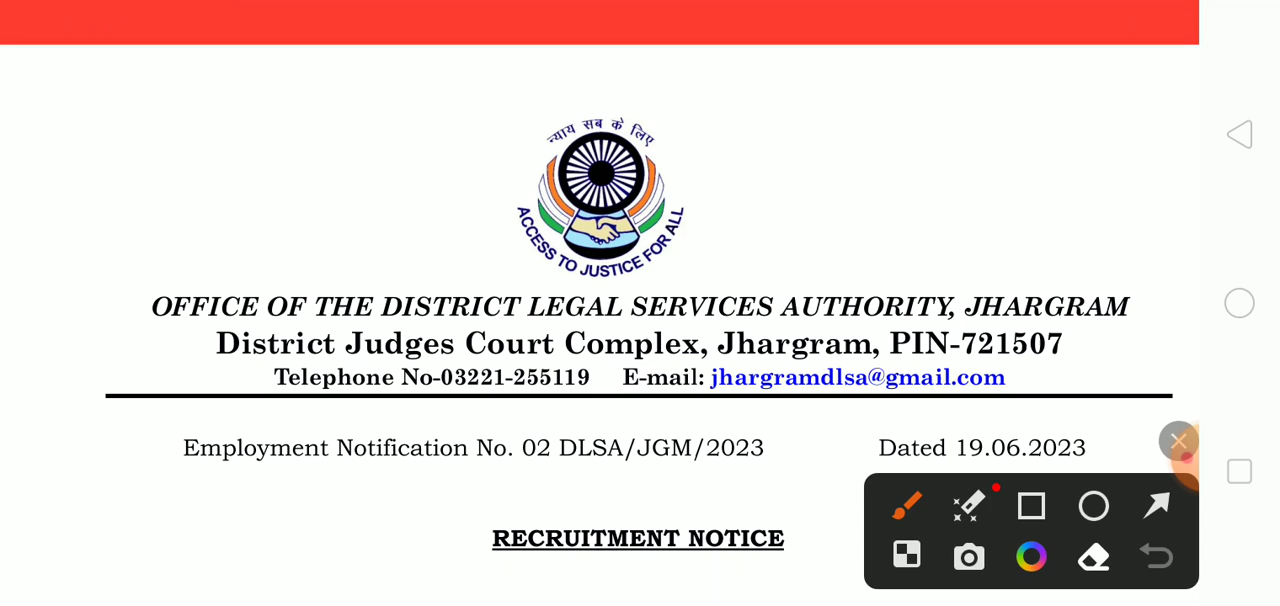 न्याय सब के लिए
ACCESS TO JUSTICE FOR ALL
OFFICE OF THE DISTRICT LEGAL SERVICES AUTHORITY, JHARGRAM
District Judges Court Complex, Jhargram, PIN-721507
Telephone No-03221-255119 E-mail: jhargramdlsa@gmail.com
Employment Notification No. 02 DLSA/JGM/2023 Dated 19.06.2023
RECRUITMENT NOTICE